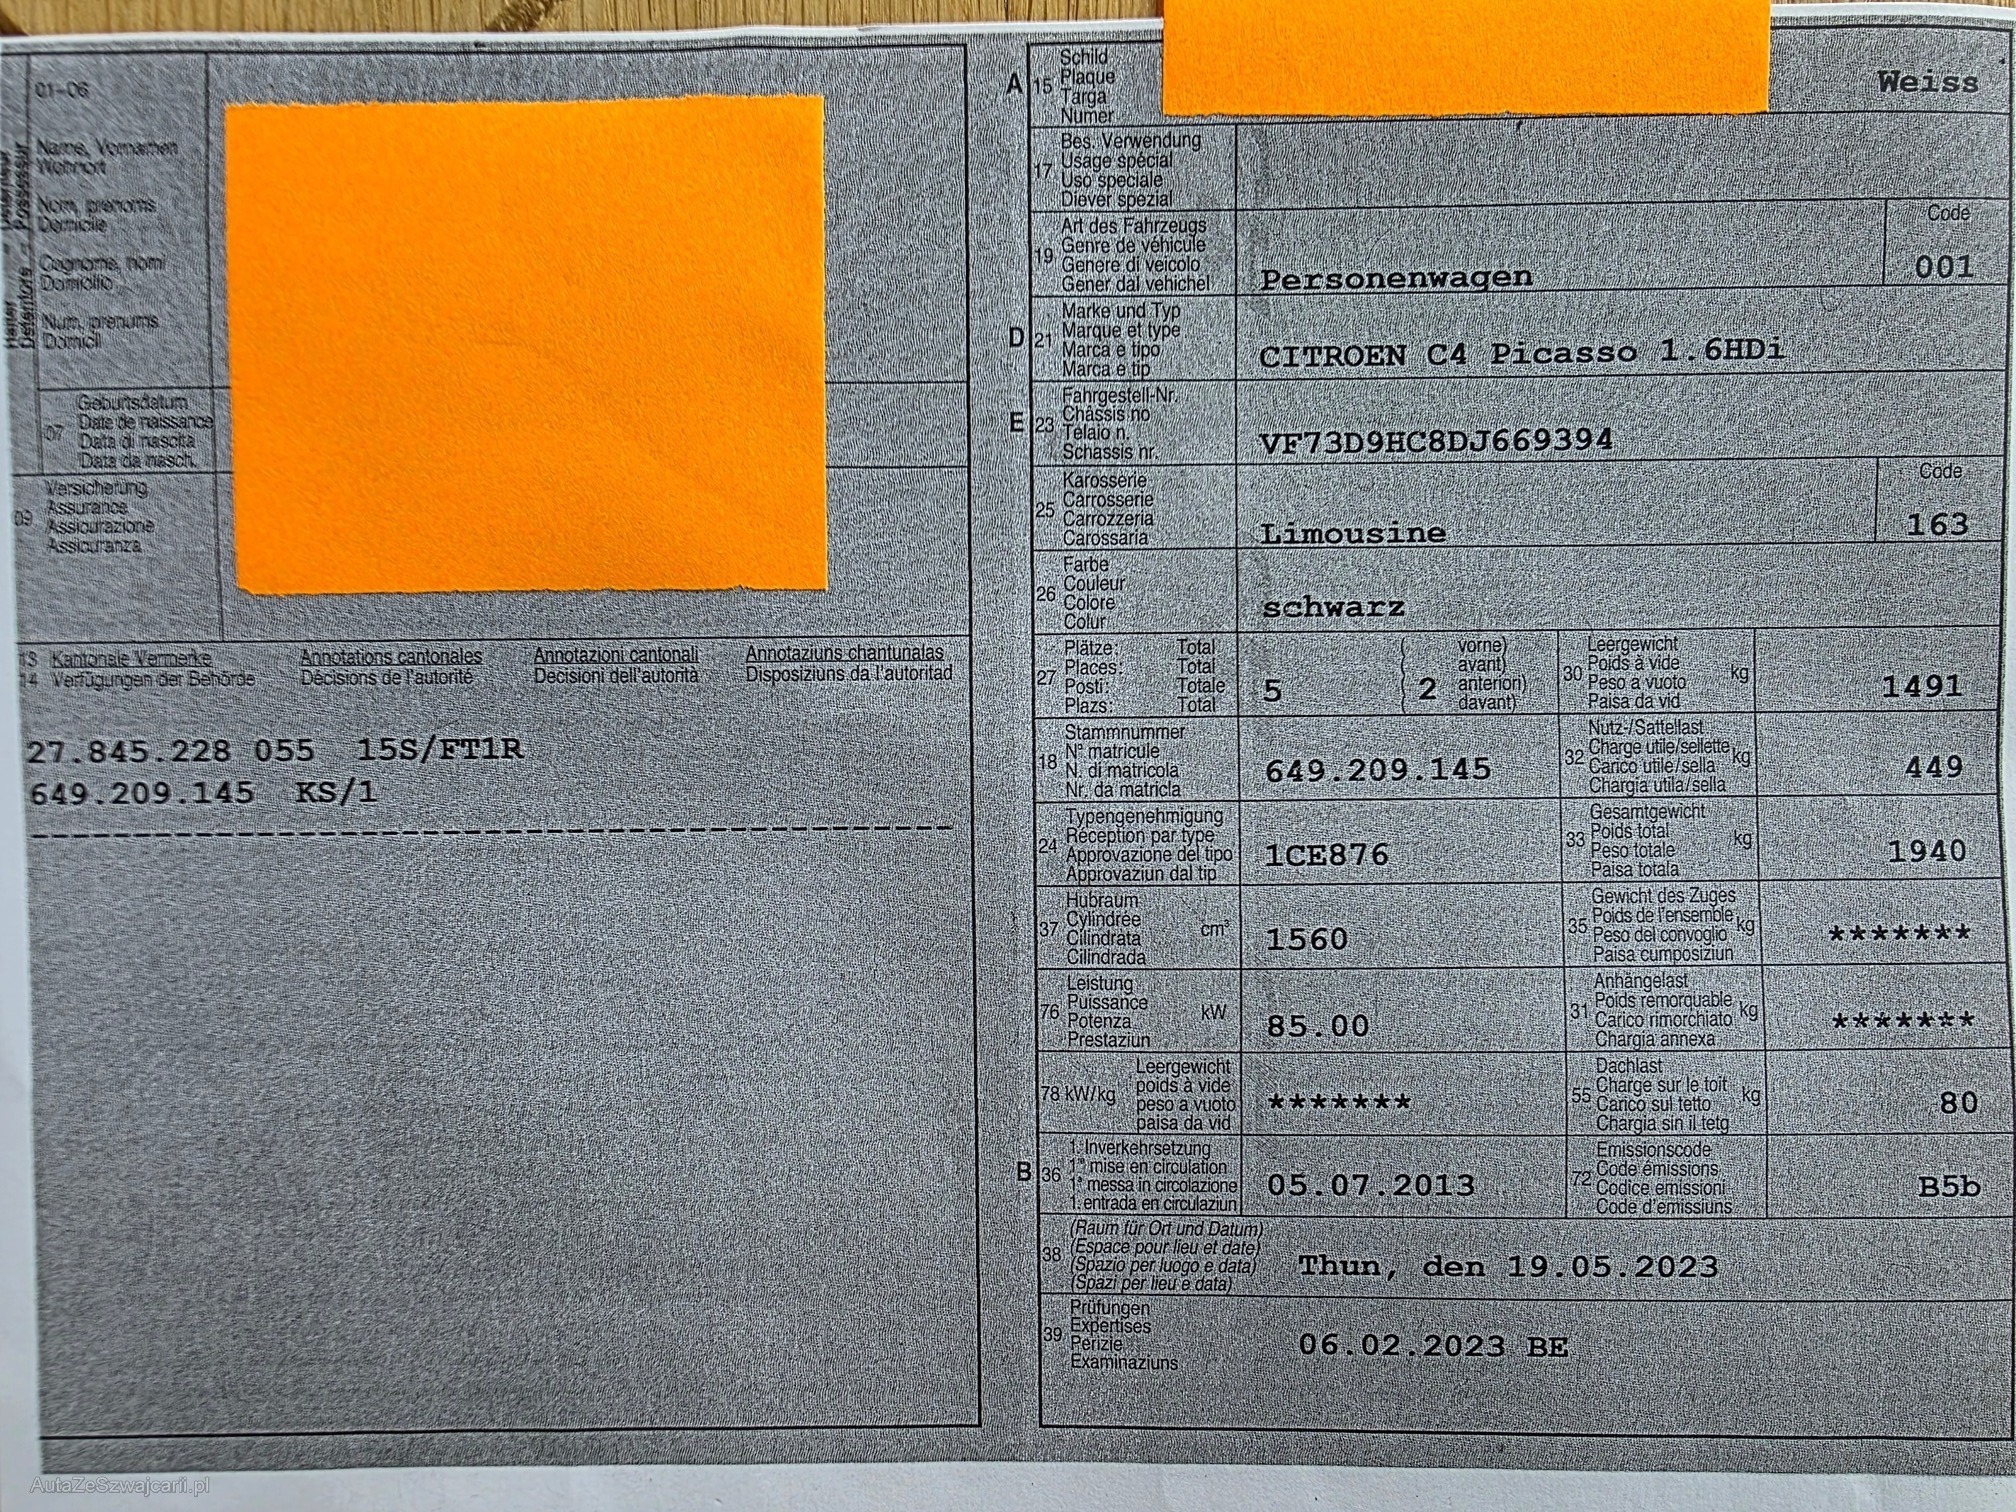 01-06
Name, Vornamen
Wohnort
Nom, prénoms
Domicile
Cognome, nomi
Domicilio
Num, prenums
Domicil
07
Geburtsdatum
Date de naissance
Data di nascita
Data da nasch.
09
Versicherung
Assurance
Assicurazione
Assicuranza
13 Kantonale Vermerke Annotations cantonales Annotazioni cantonali Annotaziuns chantunalas
14 Verfügungen der Behörde Décisions de l'autorité Decisioni dell'autorità Disposiziuns da l'autoritad
27.845.228 055 15S/FT1R
649.209.145 KS/1
A 15
Schild
Plaque
Targa
Numer
Weiss
17
Bes. Verwendung
Usage spécial
Uso speciale
Diever spezial
19
Art des Fahrzeugs
Genre de véhicule
Genere di veicolo
Gener dal vehichel
Personenwagen
Code
001
D 21
Marke und Typ
Marque et type
Marca e tipo
Marca e tip
CITROEN C4 Picasso 1.6HDi
E 23
Fahrgestell-Nr.
Châssis no
Telaio n.
Schassis nr.
VF73D9HC8DJ669394
25
Karosserie
Carrosserie
Carrozzeria
Carossaria
Limousine
Code
163
26
Farbe
Couleur
Colore
Colur
schwarz
27
Plätze: Total
Places: Total
Posti: Totale
Plazs: Total
5
( vorne)
( avant)
( 2 anteriori)
( davant)
30
Leergewicht
Poids à vide kg
Peso a vuoto
Paisa da vid
1491
18
Stammnummer
N° matricule
N. di matricola
Nr. da matricla
649.209.145
32
Nutz-/Sattellast
Charge utile/sellette kg
Carico utile/sella
Chargia utila/sella
449
24
Typengenehmigung
Réception par type
Approvazione del tipo
Approvaziun dal tip
1CE876
33
Gesamtgewicht
Poids total kg
Peso totale
Paisa totala
1940
37
Hubraum
Cylindrée cm³
Cilindrata
Cilindrada
1560
35
Gewicht des Zuges
Poids de l'ensemble kg
Peso del convoglio
Paisa cumposiziun
*******
76
Leistung
Puissance kW
Potenza
Prestaziun
85.00
31
Anhängelast
Poids remorquable kg
Carico rimorchiato
Chargia annexa
*******
78 kW/kg
Leergewicht
poids à vide
peso a vuoto
paisa da vid
*******
55
Dachlast
Charge sur le toit kg
Carico sul tetto
Chargia sin il tetg
80
B 36
1. Inverkehrsetzung
1re mise en circulation
1a messa in circolazione
1. entrada en circulaziun
05.07.2013
72
Emissionscode
Code émissions
Codice emissioni
Code d'emissiuns
B5b
38
(Raum für Ort und Datum)
(Espace pour lieu et date)
(Spazio per luogo e data)
(Spazi per lieu e data)
Thun, den 19.05.2023
39
Prüfungen
Expertises
Perizie
Examinaziuns
06.02.2023 BE
AutaZeSzwajcarii.pl